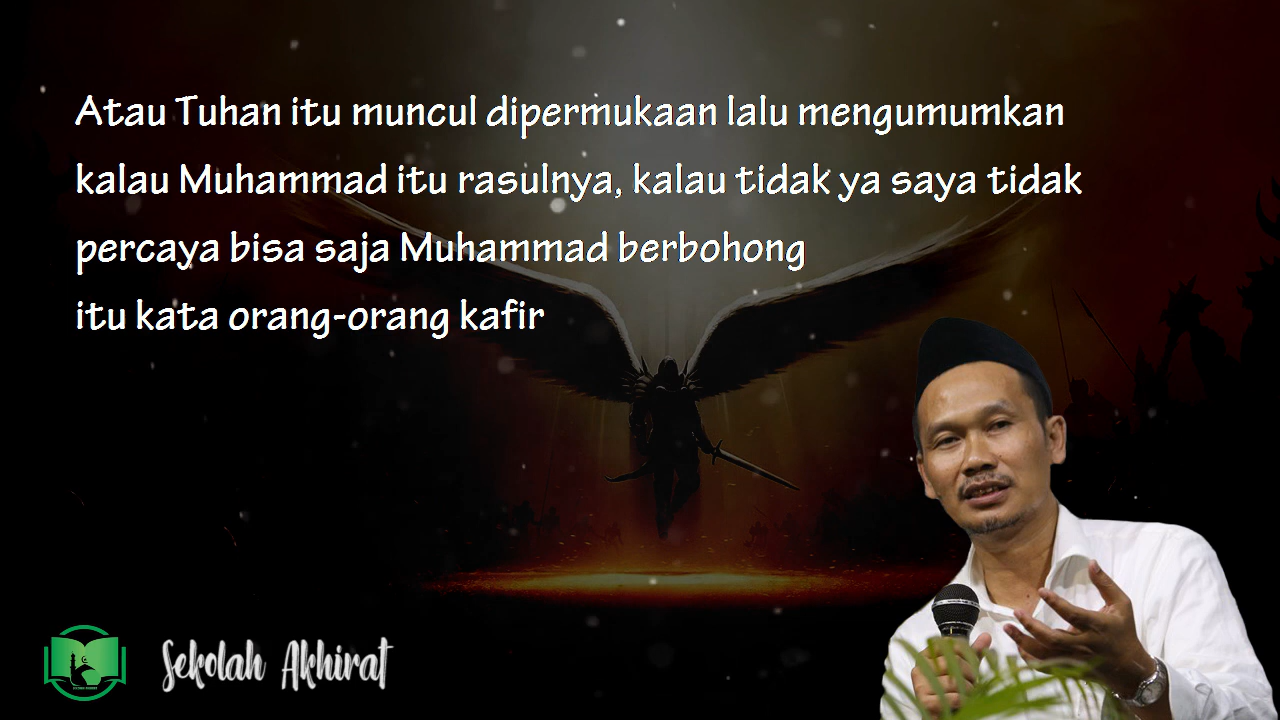 Atau Tuhan itu muncul dipermukaan lalu mengumumkan
kalau Muhammad itu rasulnya, kalau tidak ya saya tidak
percaya bisa saja Muhammad berbohong
itu kata orang-orang kafir
Sekolah Akhirat